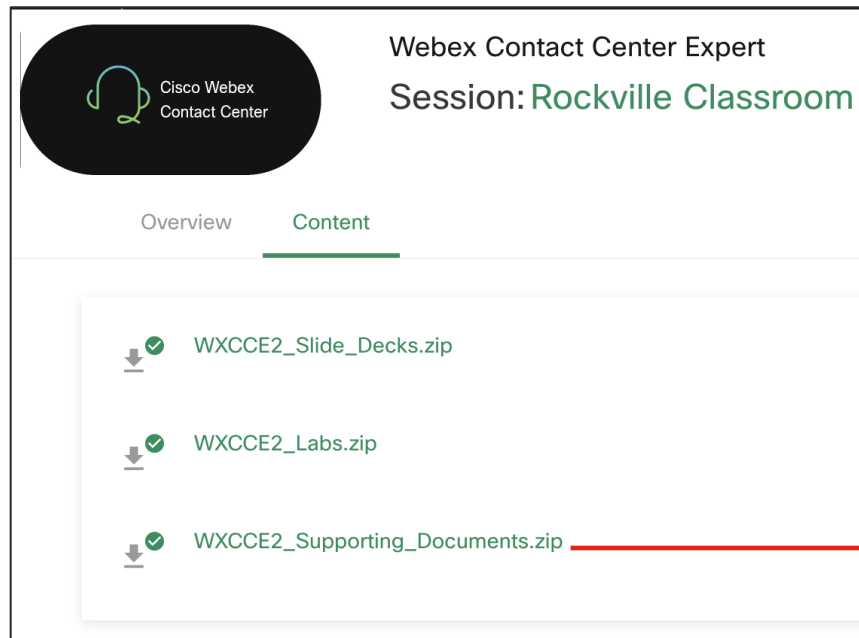 Cisco Webex
Contact Center
Webex Contact Center Expert
Session: Rockville Classroom
Overview
Content
WXCCE2_Slide_Decks.zip
WXCCE2_Labs.zip
WXCCE2_Supporting_Documents.zip